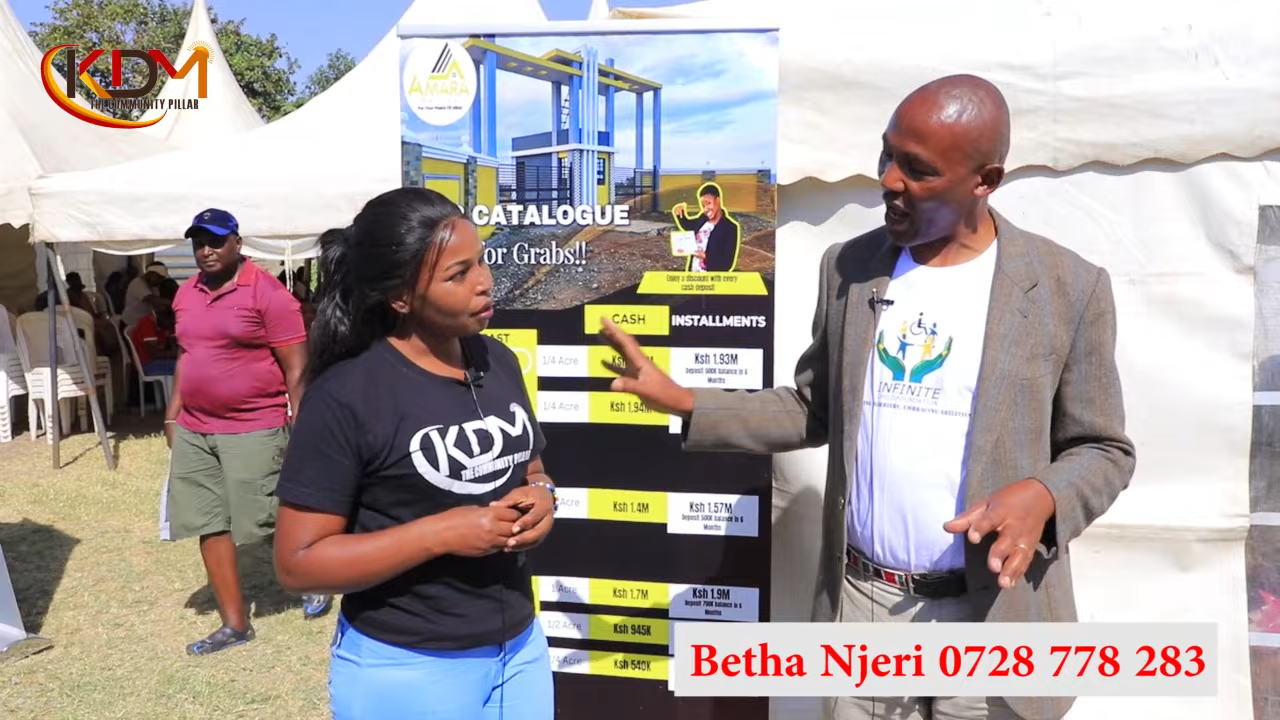 KDM
THE COMMUNITY PILLAR
AMARA
CATALOGUE
for Grabs!!
Enjoy a discount with every
cash deposit
CASH
INSTALLMENTS
1/4 Acre
Ksh 1.93M
Deposit 500K balance in 6
Months
1/4 Acre
Ksh 1.94M
Acre
Ksh 1.4M
Ksh 1.57M
Deposit 500K balance in 6
Months
Acre
Ksh 1.7M
Ksh 1.9M
Deposit 700K balance in 6
Months
1/2 Acre
Ksh 945K
1/4 Acre
Ksh 540K
KDM
THE COMMUNITY PILLAR
INFINITE
Betha Njeri 0728 778 283